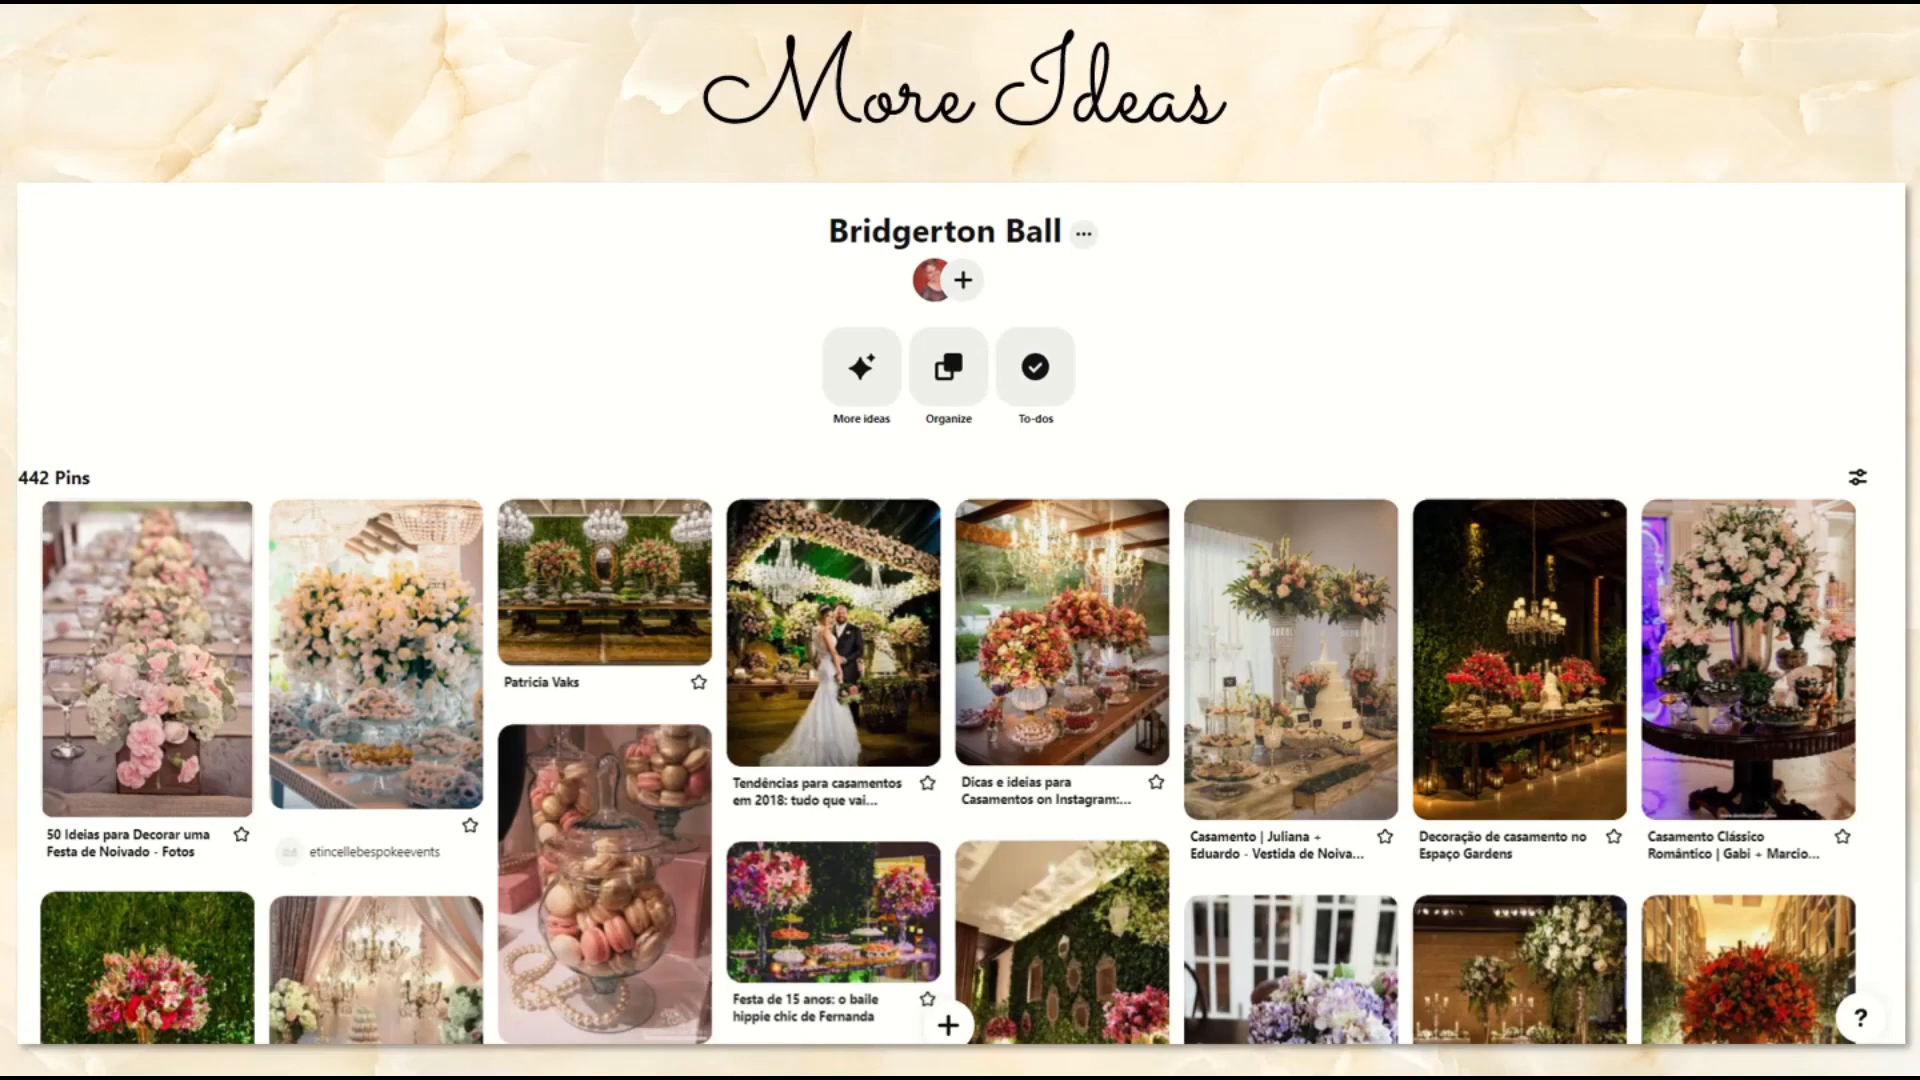 More Ideas
Bridgerton Ball
More ideas
Organize
To-dos
442 Pins
50 Ideias para Decorar uma
Festa de Noivado - Fotos
etincellebespokeevents
Patricia Vaks
Tendências para casamentos
em 2018: tudo que vai...
Festa de 15 anos: o baile
hippie chic de Fernanda
Dicas e ideias para
Casamentos on Instagram:...
Casamento | Juliana +
Eduardo - Vestida de Noiva...
Decoração de casamento no
Espaço Gardens
Casamento Clássico
Romântico | Gabi + Marcio...
?